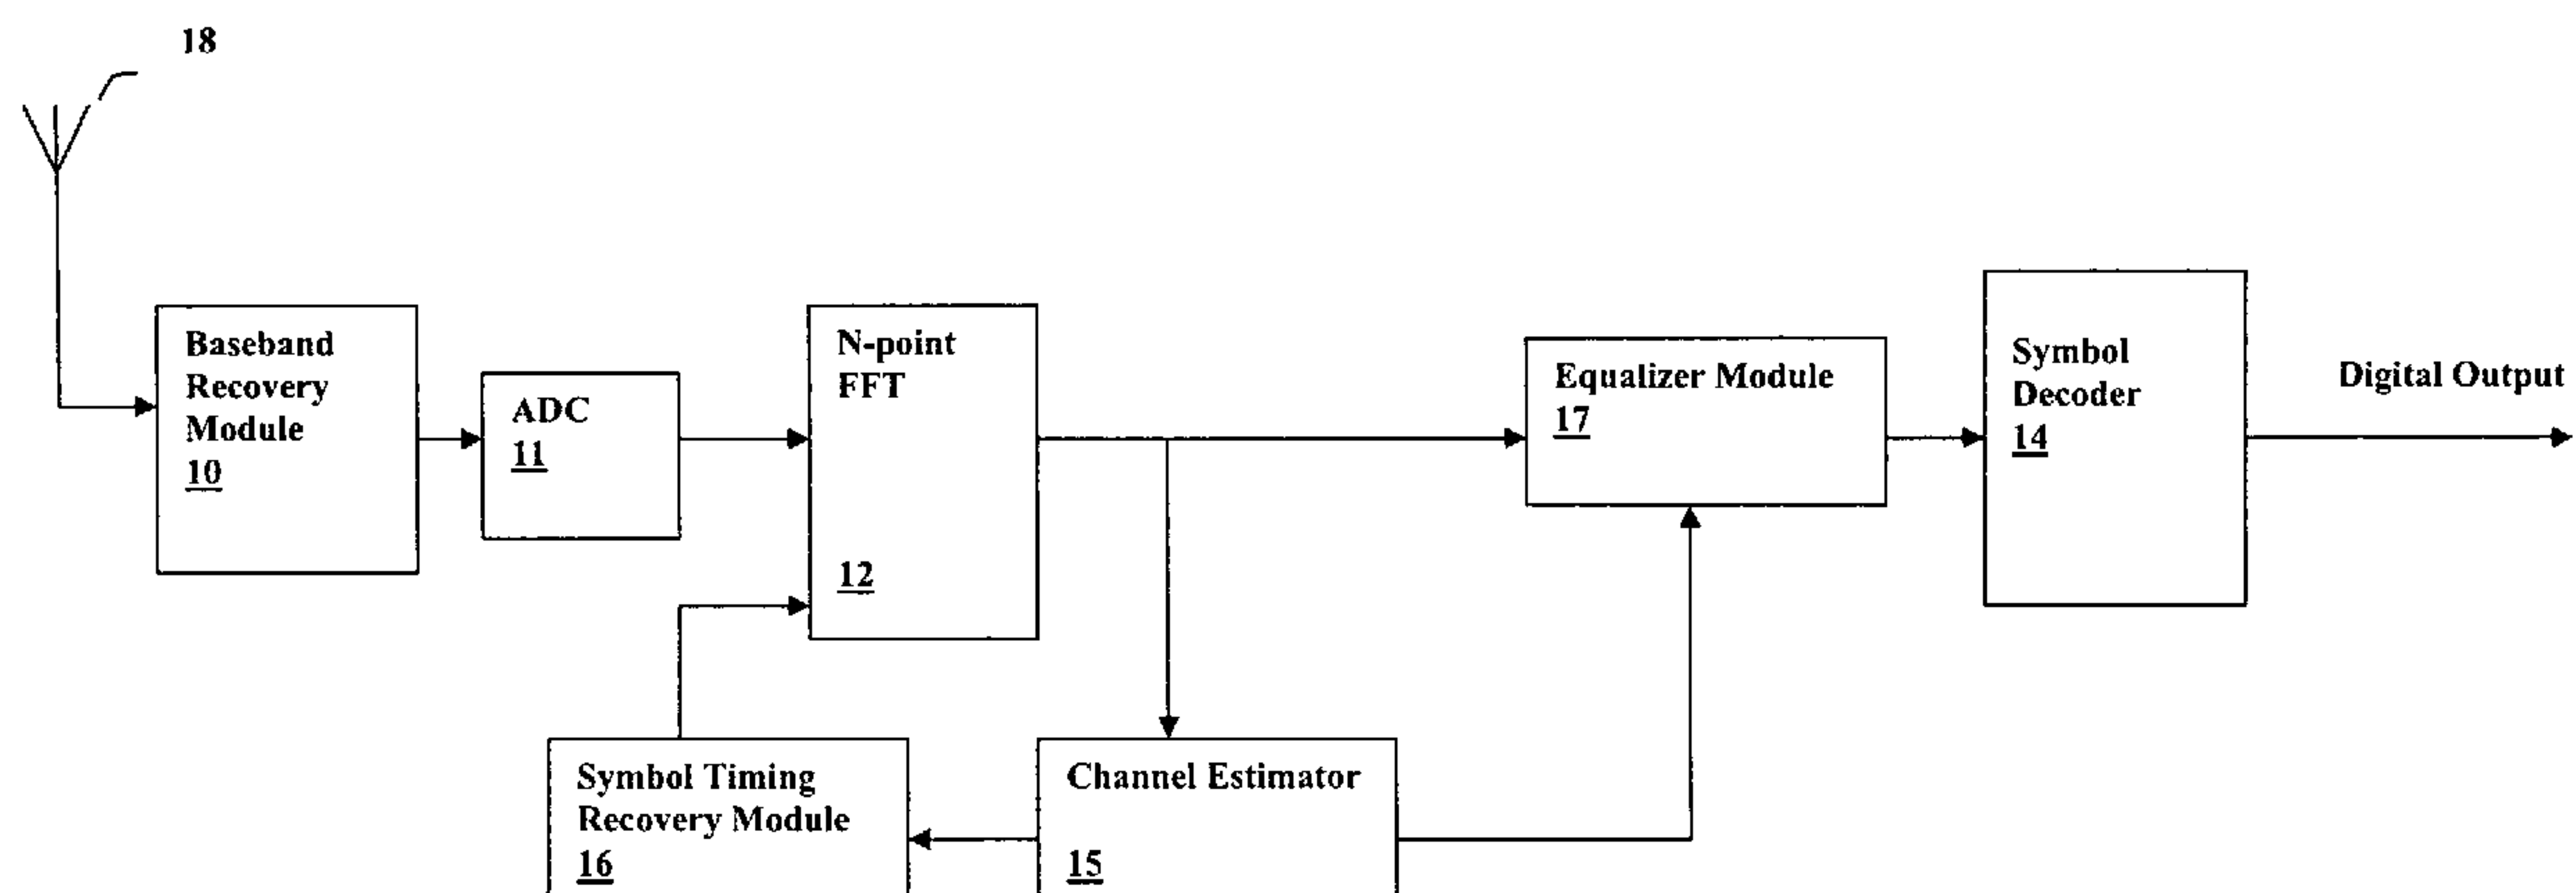 18
Baseband
Recovery
Module
10
ADC
11
N-point
FFT
12
Equalizer Module
17
Symbol
Decoder
14
Digital Output
Symbol Timing
Recovery Module
16
Channel Estimator
15